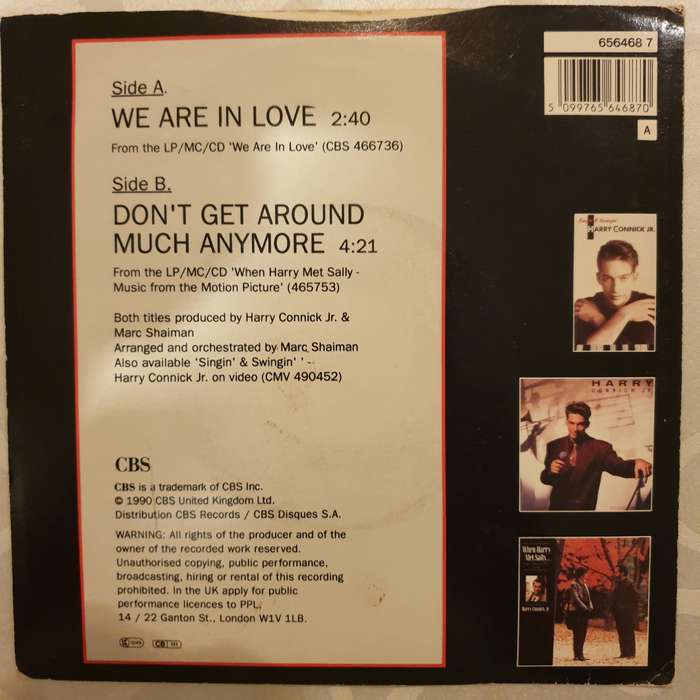 Side A.
WE ARE IN LOVE 2:40
From the LP/MC/CD 'We Are In Love' (CBS 466736)
Side B.
DON'T GET AROUND
MUCH ANYMORE 4:21
From the LP/MC/CD 'When Harry Met Sally -
Music from the Motion Picture' (465753)
Both titles produced by Harry Connick Jr. &
Marc Shaiman
Arranged and orchestrated by Marc Shaiman
Also available 'Singin' & Swingin' ' -
Harry Connick Jr. on video (CMV 490452)
CBS
CBS is a trademark of CBS Inc.
© 1990 CBS United Kingdom Ltd.
Distribution CBS Records / CBS Disques S.A.
WARNING: All rights of the producer and of the
owner of the recorded work reserved.
Unauthorised copying, public performance,
broadcasting, hiring or rental of this recording
prohibited. In the UK apply for public
performance licences to PPL,
14 / 22 Ganton St., London W1V 1LB.
656468 7
5 099765 646870
A
HARRY CONNICK JR.
HARRY
CONNICK JR
When Harry
Met Sally...
Harry Connick, Jr